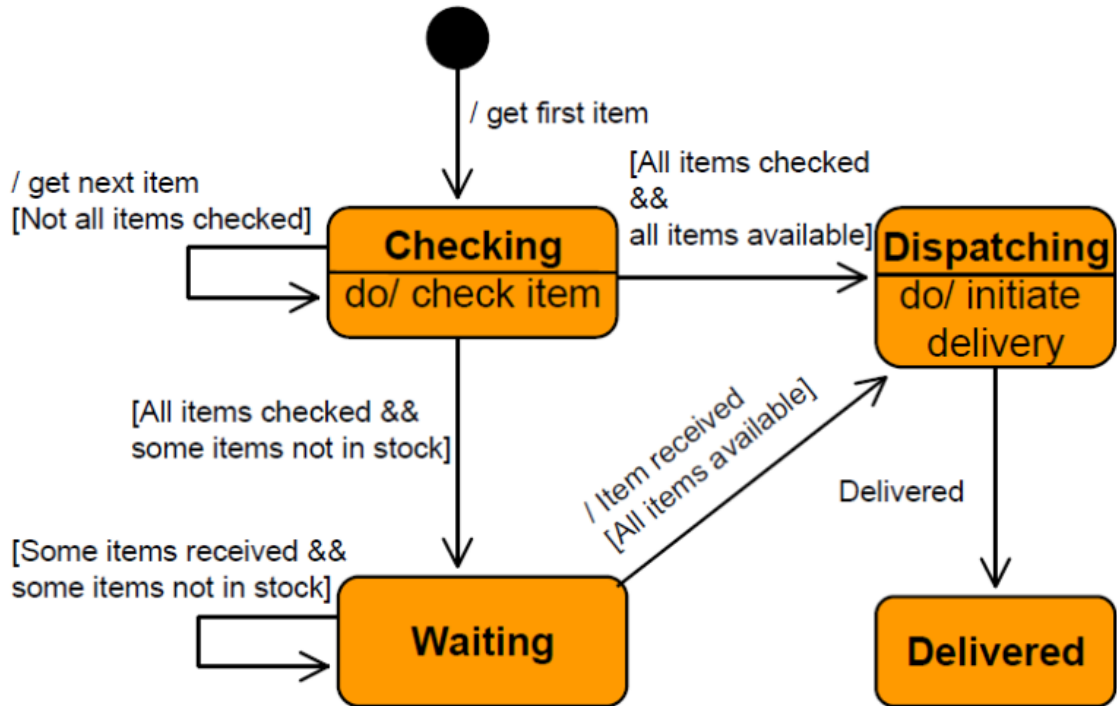 / get first item
/ get next item
[Not all items checked]
[All items checked
&&
all items available]
Checking
do/ check item
Dispatching
do/ initiate
delivery
[All items checked &&
some items not in stock]
/ Item received
[All items available]
Delivered
[Some items received &&
some items not in stock]
Waiting
Delivered